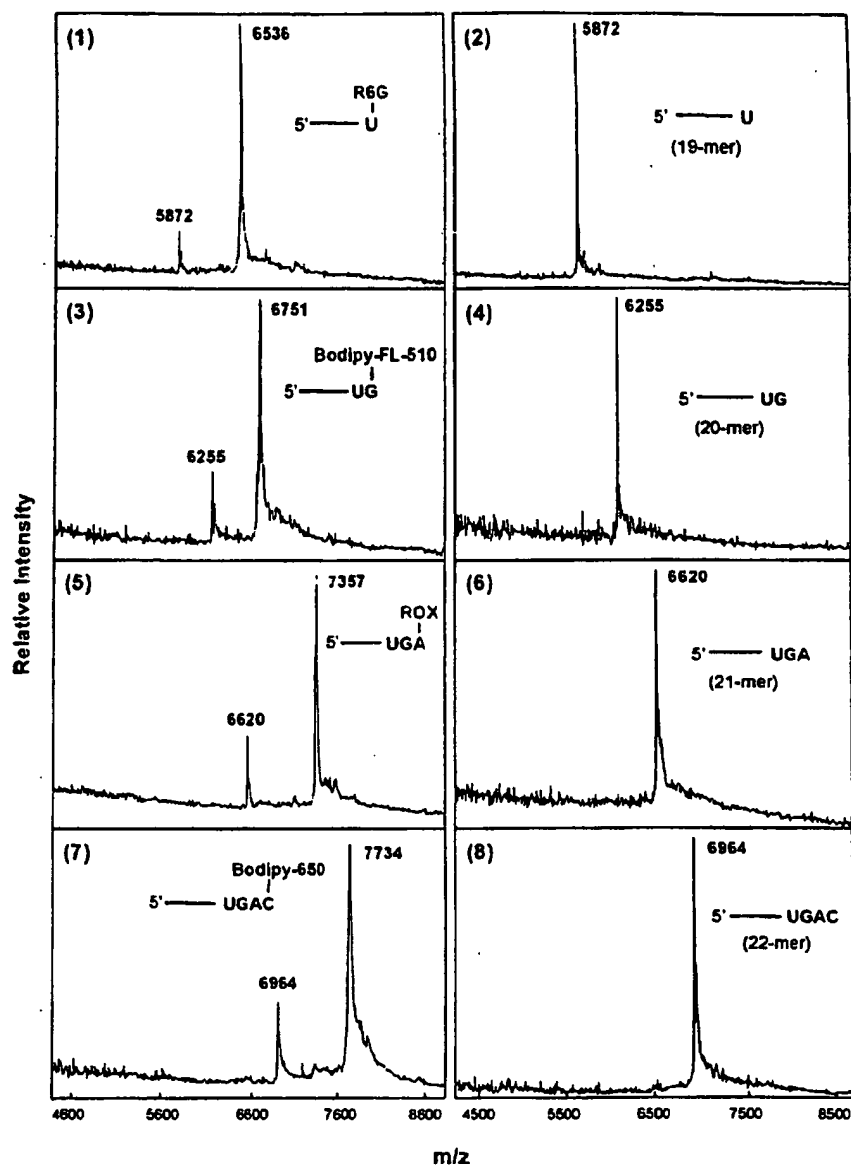 (1)
6536
R6G
5' U
5872
(2)
5872
5' U
(19-mer)
(3)
6751
Bodipy-FL-510
5' UG
6255
(4)
6255
5' UG
(20-mer)
(5)
7357
ROX
5' UGA
6620
(6)
6620
5' UGA
(21-mer)
(7)
7734
Bodipy-650
5' UGAC
6964
(8)
6964
5' UGAC
(22-mer)
Relative Intensity
4600 5600 6600 7600 8600
4500 5500 6500 7500 8500
m/z